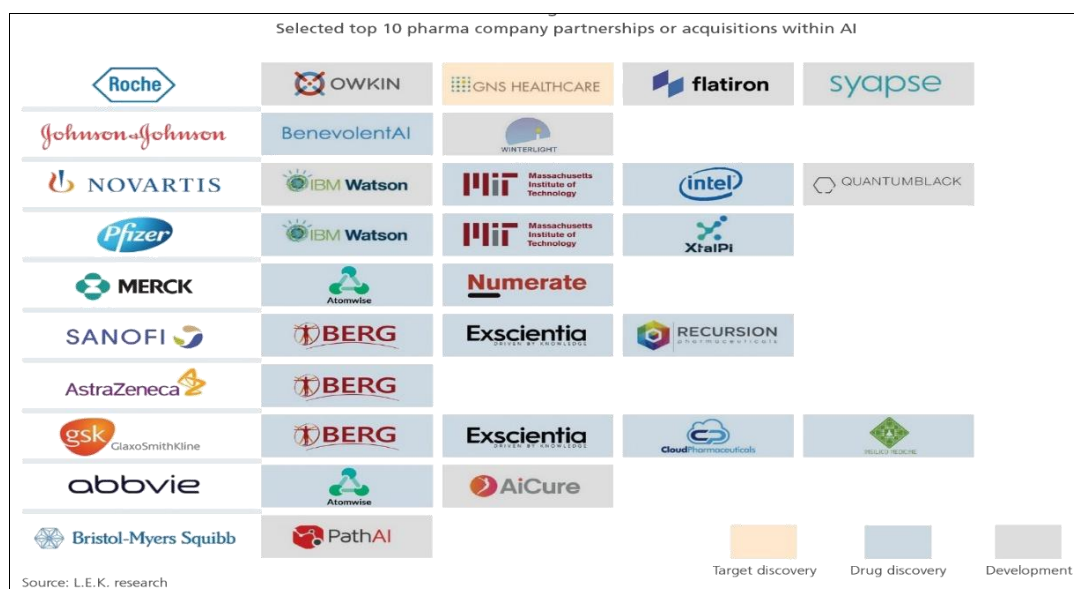 Selected top 10 pharma company partnerships or acquisitions within AI
Roche
OWKIN
GNS HEALTHCARE
flatiron
syapse
Johnson & Johnson
BenevolentAI
WINTERLIGHT
NOVARTIS
IBM Watson
MIT
Massachusetts
Institute of
Technology
intel
QUANTUMBLACK
Pfizer
IBM Watson
MIT
Massachusetts
Institute of
Technology
XtalPi
MERCK
Atomwise
Numerate
SANOFI
BERG
Exscientia
DRIVEN BY KNOWLEDGE
RECURSION
pharmaceuticals
AstraZeneca
BERG
gsk
GlaxoSmithKline
BERG
Exscientia
DRIVEN BY KNOWLEDGE
CloudPharmaceuticals
abbvie
Atomwise
AiCure
Bristol-Myers Squibb
PathAI
Target discovery
Drug discovery
Development
Source: L.E.K. research